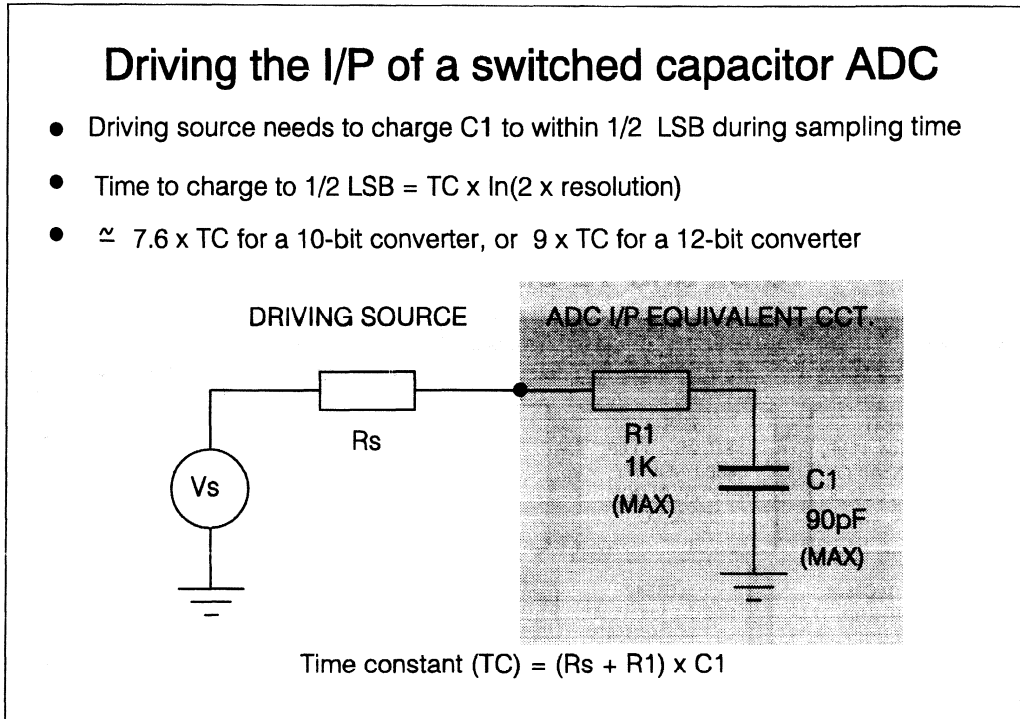 Driving the I/P of a switched capacitor ADC
● Driving source needs to charge C1 to within 1/2 LSB during sampling time
● Time to charge to 1/2 LSB = TC x ln(2 x resolution)
● ≃ 7.6 x TC for a 10-bit converter, or 9 x TC for a 12-bit converter
DRIVING SOURCE
ADC I/P EQUIVALENT CCT.
Rs
R1
1K
(MAX)
Vs
C1
90pF
(MAX)
Time constant (TC) = (Rs + R1) x C1